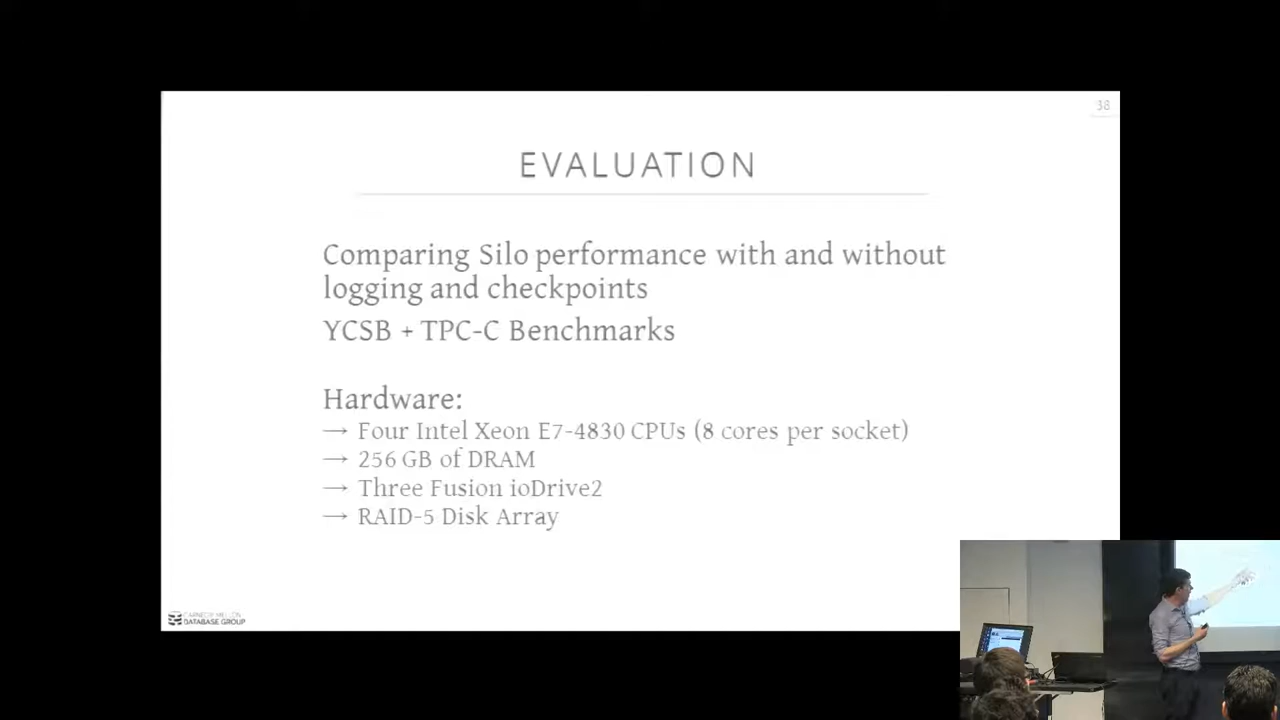 38
EVALUATION
Comparing Silo performance with and without
logging and checkpoints
YCSB + TPC-C Benchmarks
Hardware:
→ Four Intel Xeon E7-4830 CPUs (8 cores per socket)
→ 256 GB of DRAM
→ Three Fusion ioDrive2
→ RAID-5 Disk Array
CARNEGIE MELLON
DATABASE GROUP